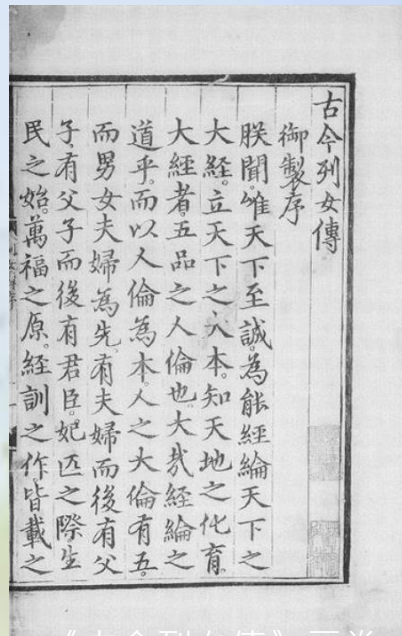 古今列女傳
御製序
朕聞。惟天下至誠。為能經綸天下之
大經。立天下之大本。知天地之化育。
大經者。五品之人倫也。大哉經綸之
道乎。而以人倫為本。人之大倫有五。
而男女夫婦為先。有夫婦而後有父
子。有父子而後有君臣。妃匹之際。生
民之始。萬福之原。經訓之作。皆載之